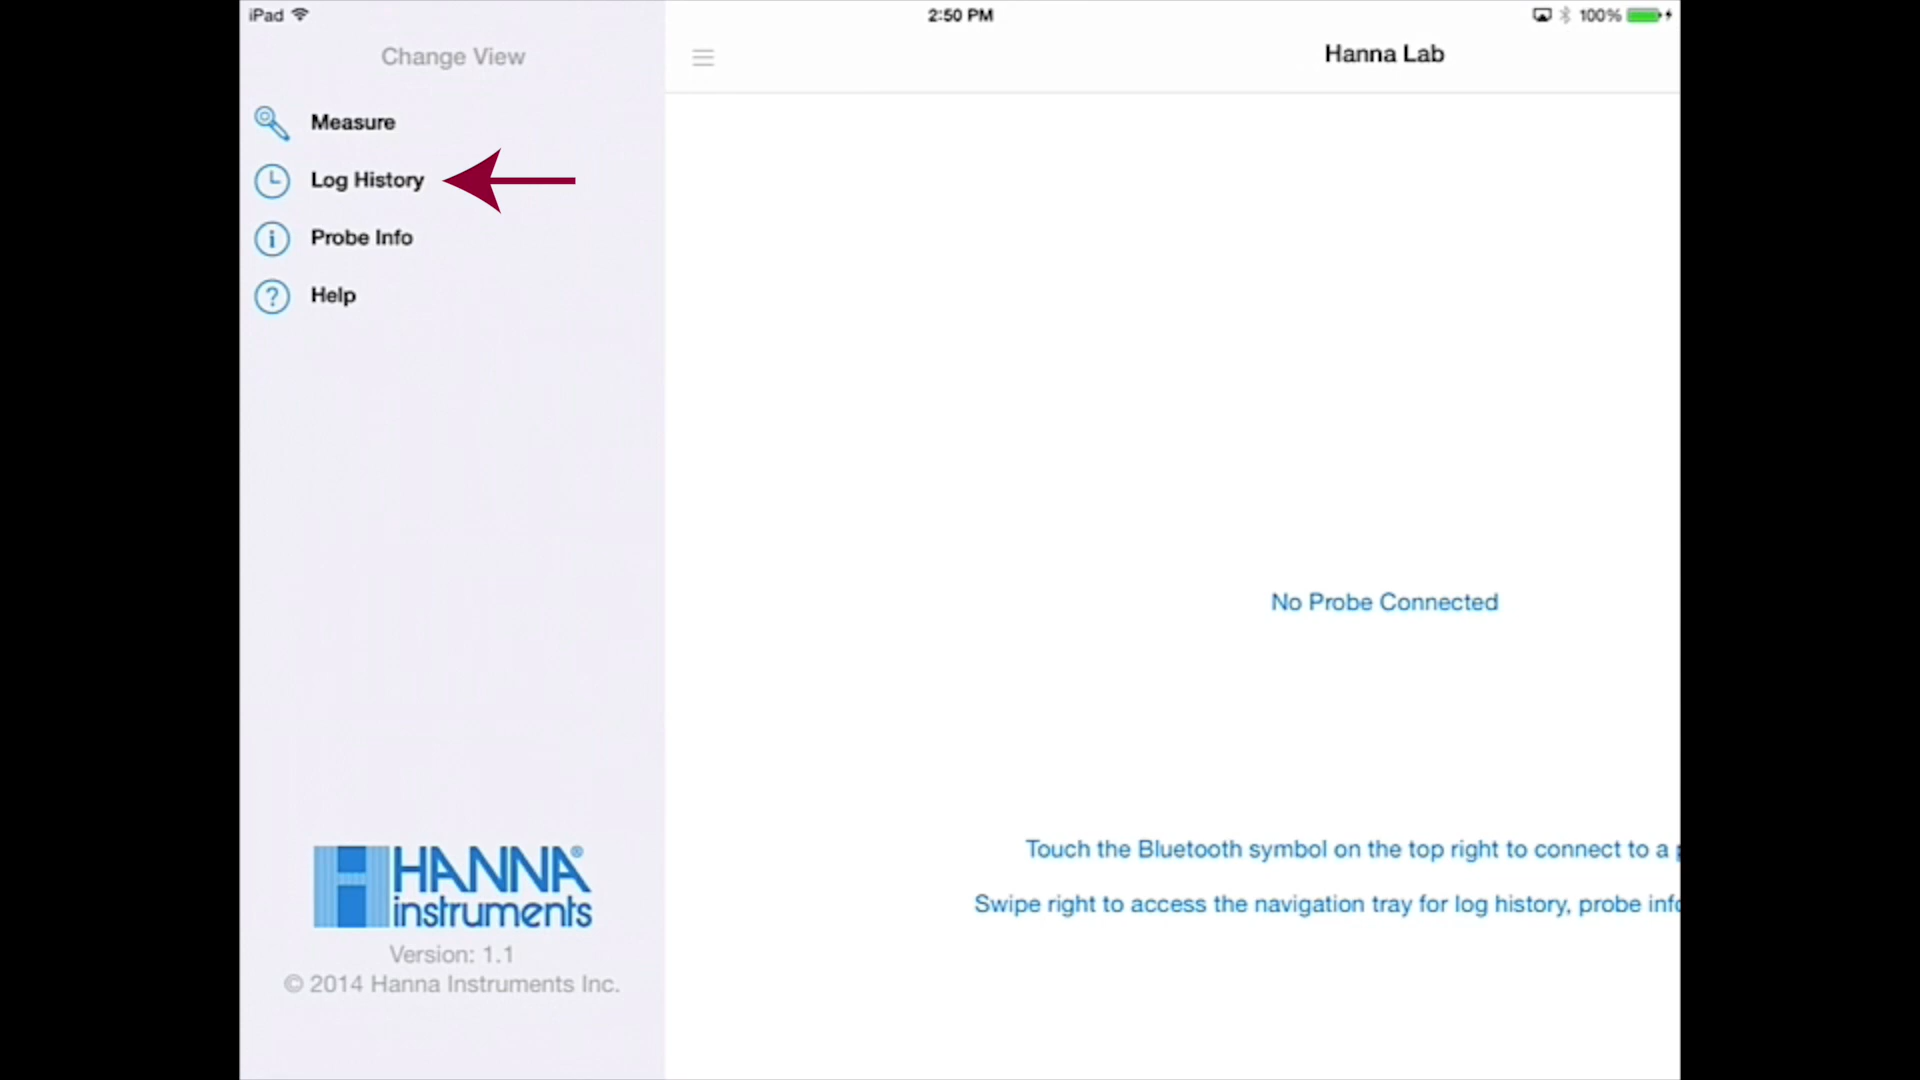 iPad
2:50 PM
100%
Change View
Hanna Lab
Measure
Log History
Probe Info
Help
No Probe Connected
Touch the Bluetooth symbol on the top right to connect to a
Swipe right to access the navigation tray for log history, probe info
HANNA®
instruments
Version: 1.1
© 2014 Hanna Instruments Inc.